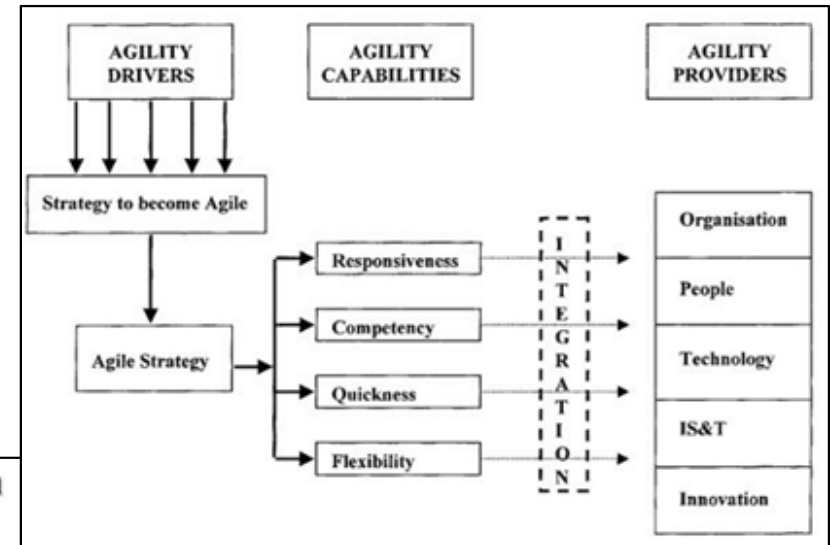 AGILITY
DRIVERS
AGILITY
CAPABILITIES
AGILITY
PROVIDERS
Strategy to become Agile
Agile Strategy
Responsiveness
Competency
Quickness
Flexibility
INTEGRATION
Organisation
People
Technology
IS&T
Innovation